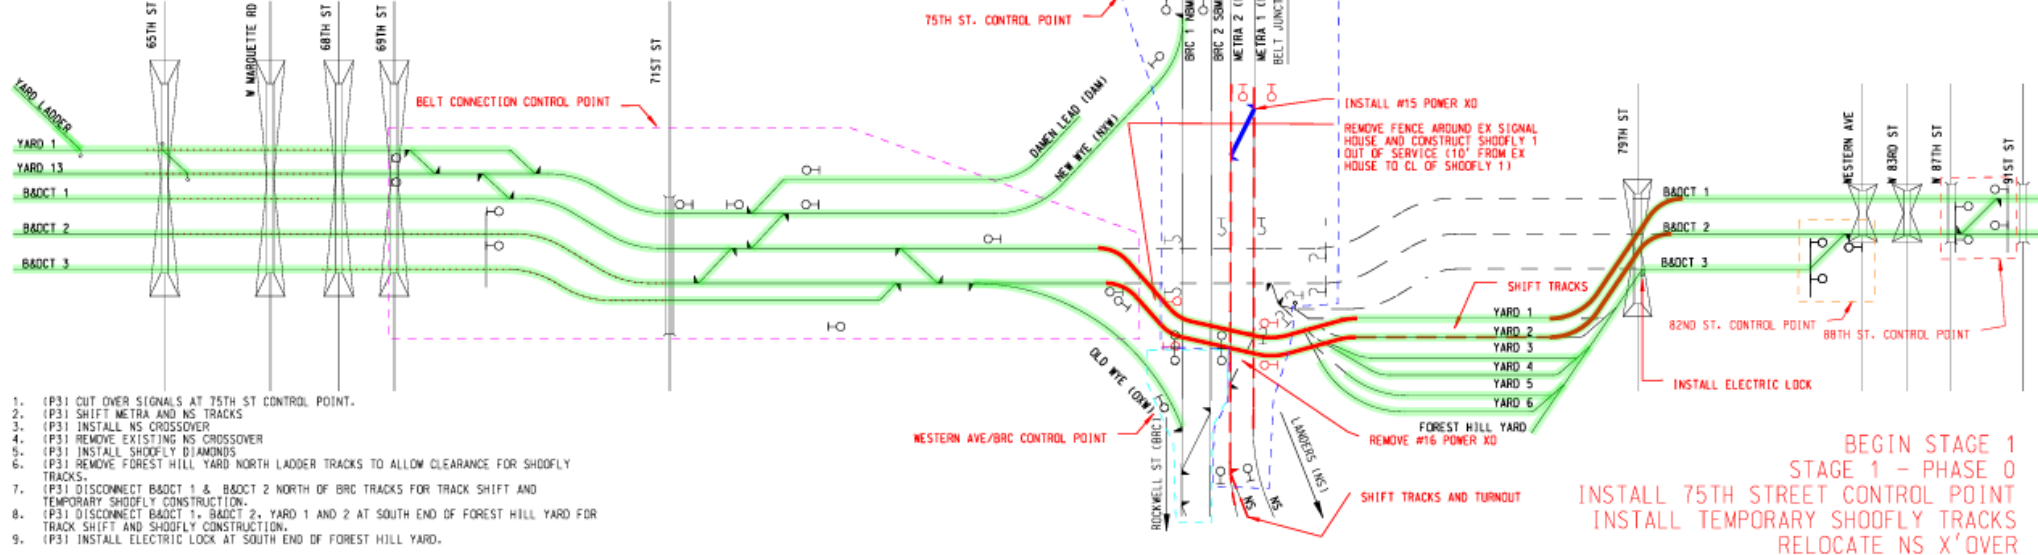 65TH ST
W MARQUETTE RD
68TH ST
69TH ST
71ST ST
75TH ST. CONTROL POINT
BRC 1
BRC 2
METRA 2
METRA 1
BELT JUNCT
79TH ST
WESTERN AVE
W 83RD ST
W 87TH ST
91ST ST
YARD LADDER
YARD 1
YARD 13
B&OCT 1
B&OCT 2
B&OCT 3
BELT CONNECTION CONTROL POINT
DAMEN LEAD (DAM)
NEW WYE (NXW)
INSTALL #15 POWER XO
REMOVE FENCE AROUND EX SIGNAL
HOUSE AND CONSTRUCT SHOOFLY 1
OUT OF SERVICE (10' FROM EX
HOUSE TO CL OF SHOOFLY 1)
B&OCT 1
B&OCT 2
B&OCT 3
SHIFT TRACKS
YARD 1
YARD 2
YARD 3
YARD 4
YARD 5
YARD 6
FOREST HILL YARD
82ND ST. CONTROL POINT
88TH ST. CONTROL POINT
INSTALL ELECTRIC LOCK
OLD WYE (OXW)
WESTERN AVE/BRC CONTROL POINT
REMOVE #16 POWER XO
ROCKWELL ST (BRC)
LANDERS (NS)
NS
NS
SHIFT TRACKS AND TURNOUT
1. (P3) CUT OVER SIGNALS AT 75TH ST CONTROL POINT.
2. (P3) SHIFT METRA AND NS TRACKS
3. (P3) INSTALL NS CROSSOVER
4. (P3) REMOVE EXISTING NS CROSSOVER
5. (P3) INSTALL SHOOFLY DIAMONDS
6. (P3) REMOVE FOREST HILL YARD NORTH LADDER TRACKS TO ALLOW CLEARANCE FOR SHOOFLY
TRACKS.
7. (P3) DISCONNECT B&OCT 1 & B&OCT 2 NORTH OF BRC TRACKS FOR TRACK SHIFT AND
TEMPORARY SHOOFLY CONSTRUCTION.
8. (P3) DISCONNECT B&OCT 1, B&OCT 2, YARD 1 AND 2 AT SOUTH END OF FOREST HILL YARD FOR
TRACK SHIFT AND SHOOFLY CONSTRUCTION.
9. (P3) INSTALL ELECTRIC LOCK AT SOUTH END OF FOREST HILL YARD.
BEGIN STAGE 1
STAGE 1 - PHASE 0
INSTALL 75TH STREET CONTROL POINT
INSTALL TEMPORARY SHOOFLY TRACKS
RELOCATE NS X'OVER